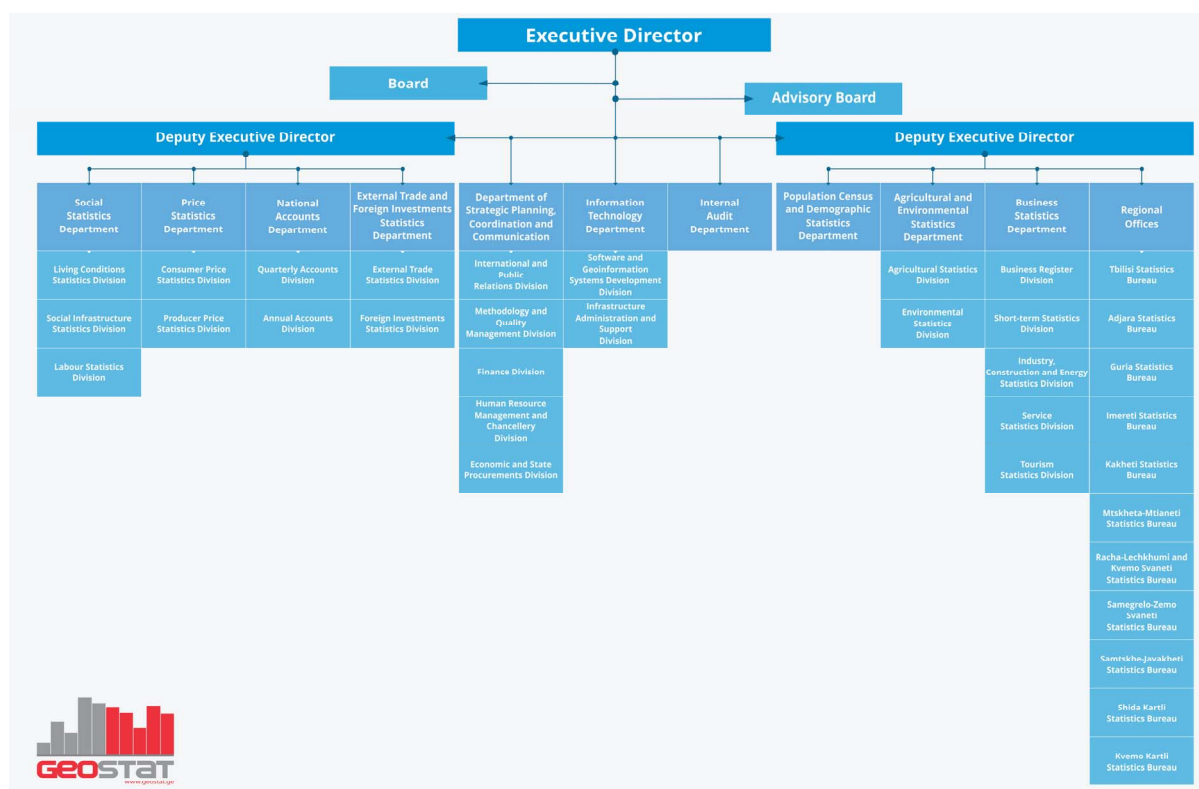 Executive Director
Board
Advisory Board
Deputy Executive Director
Deputy Executive Director
Social
Statistics
Department
Price
Statistics
Department
National
Accounts
Department
External Trade and
Foreign Investments
Statistics
Department
Department of
Strategic Planning,
Coordination and
Communication
Information
Technology
Department
Internal
Audit
Department
Population Census
and Demographic
Statistics
Department
Agricultural and
Environmental
Statistics
Department
Business
Statistics
Department
Regional
Offices
Living Conditions
Statistics Division
Social Infrastructure
Statistics Division
Labour Statistics
Division
Consumer Price
Statistics Division
Producer Price
Statistics Division
Quarterly Accounts
Division
Annual Accounts
Division
External Trade
Statistics Division
Foreign Investments
Statistics Division
International and
Public
Relations Division
Methodology and
Quality
Management Division
Finance Division
Human Resource
Management and
Chancellery
Division
Economic and State
Procurements Division
Software and
Geoinformation
Systems Development
Division
Infrastructure
Administration and
Support
Division
Agricultural Statistics
Division
Environmental
Statistics
Division
Business Register
Division
Short-term Statistics
Division
Industry,
Construction and Energy
Statistics Division
Service
Statistics Division
Tourism
Statistics Division
Tbilisi Statistics
Bureau
Adjara Statistics
Bureau
Guria Statistics
Bureau
Imereti Statistics
Bureau
Kakheti Statistics
Bureau
Mtskheta-Mtianeti
Statistics Bureau
Racha-Lechkhumi and
Kvemo Svaneti
Statistics Bureau
Samegrelo-Zemo
Svaneti
Statistics Bureau
Samtskhe-Javakheti
Statistics Bureau
Shida Kartli
Statistics Bureau
Kvemo Kartli
Statistics Bureau
GEOSTAT
www.geostat.ge